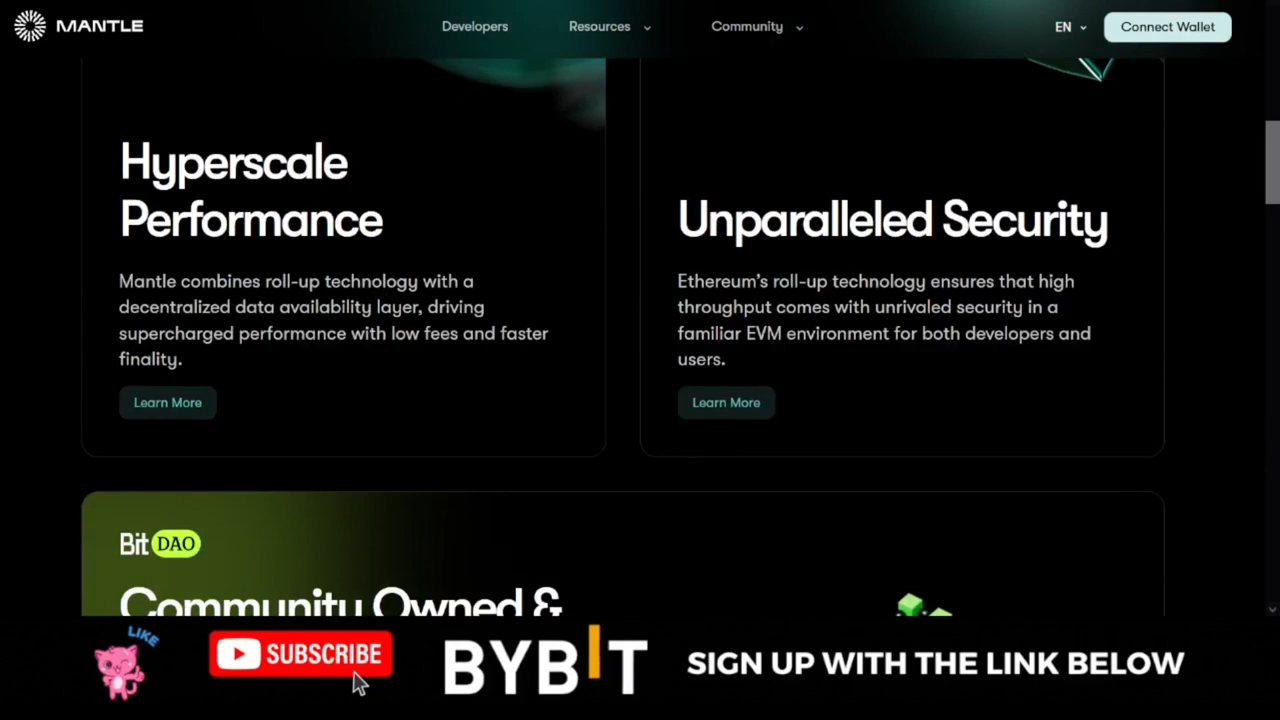 MANTLE
Developers
Resources
Community
EN
Connect Wallet
Hyperscale
Performance
Mantle combines roll-up technology with a
decentralized data availability layer, driving
supercharged performance with low fees and faster
finality.
Learn More
Unparalleled Security
Ethereum’s roll-up technology ensures that high
throughput comes with unrivaled security in a
familiar EVM environment for both developers and
users.
Learn More
Bit DAO
Community Owned &
LIKE
SUBSCRIBE
BYBIT
SIGN UP WITH THE LINK BELOW